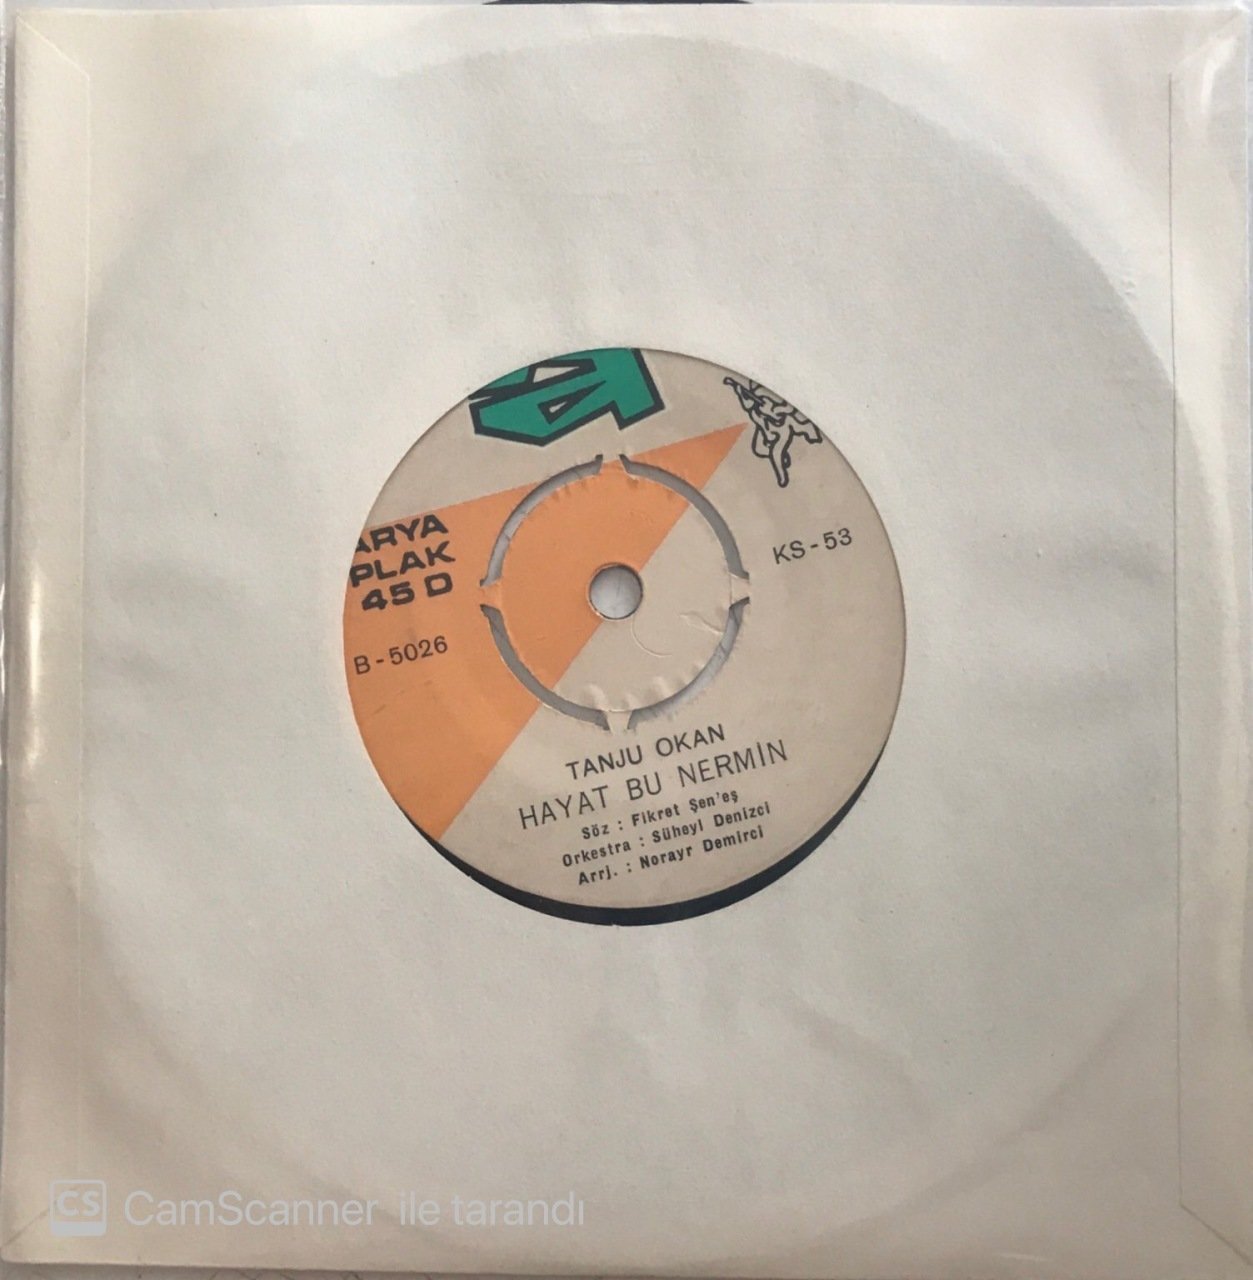 ARYA
PLAK
45 D
B-5026
KS-53
TANJU OKAN
HAYAT BU NERMİN
Söz : Fikret Şen'eş
Orkestra : Süheyl Denizci
Arrj. : Norayr Demirci
CS CamScanner ile tarandı